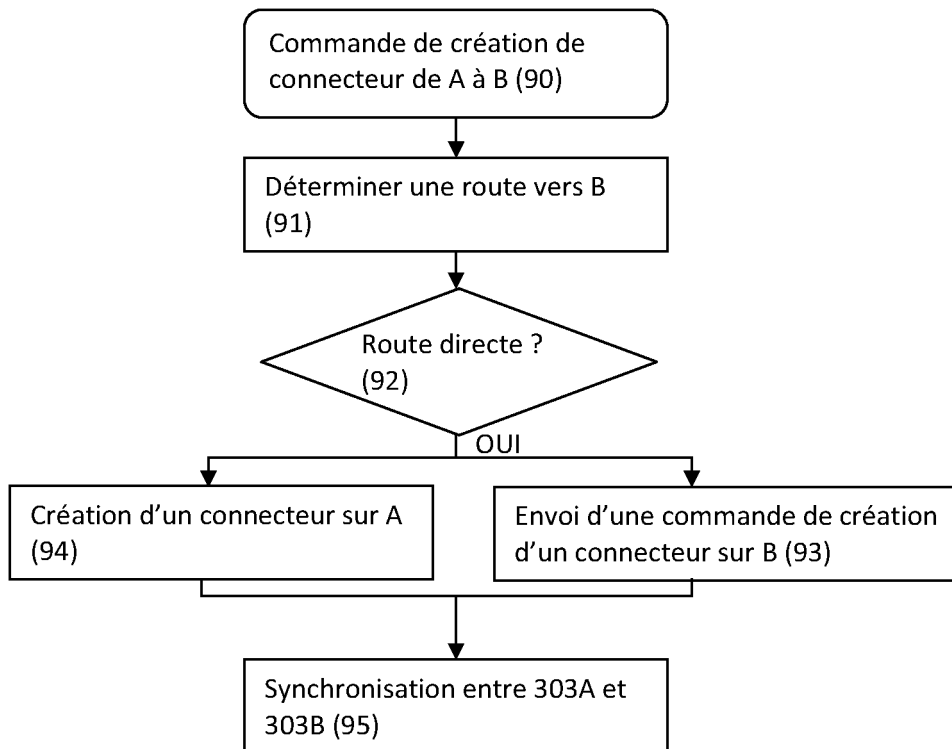 Commande de création de
connecteur de A à B (90)
Déterminer une route vers B
(91)
Route directe ?
(92)
OUI
Création d'un connecteur sur A
(94)
Envoi d'une commande de création
d'un connecteur sur B (93)
Synchronisation entre 303A et
303B (95)